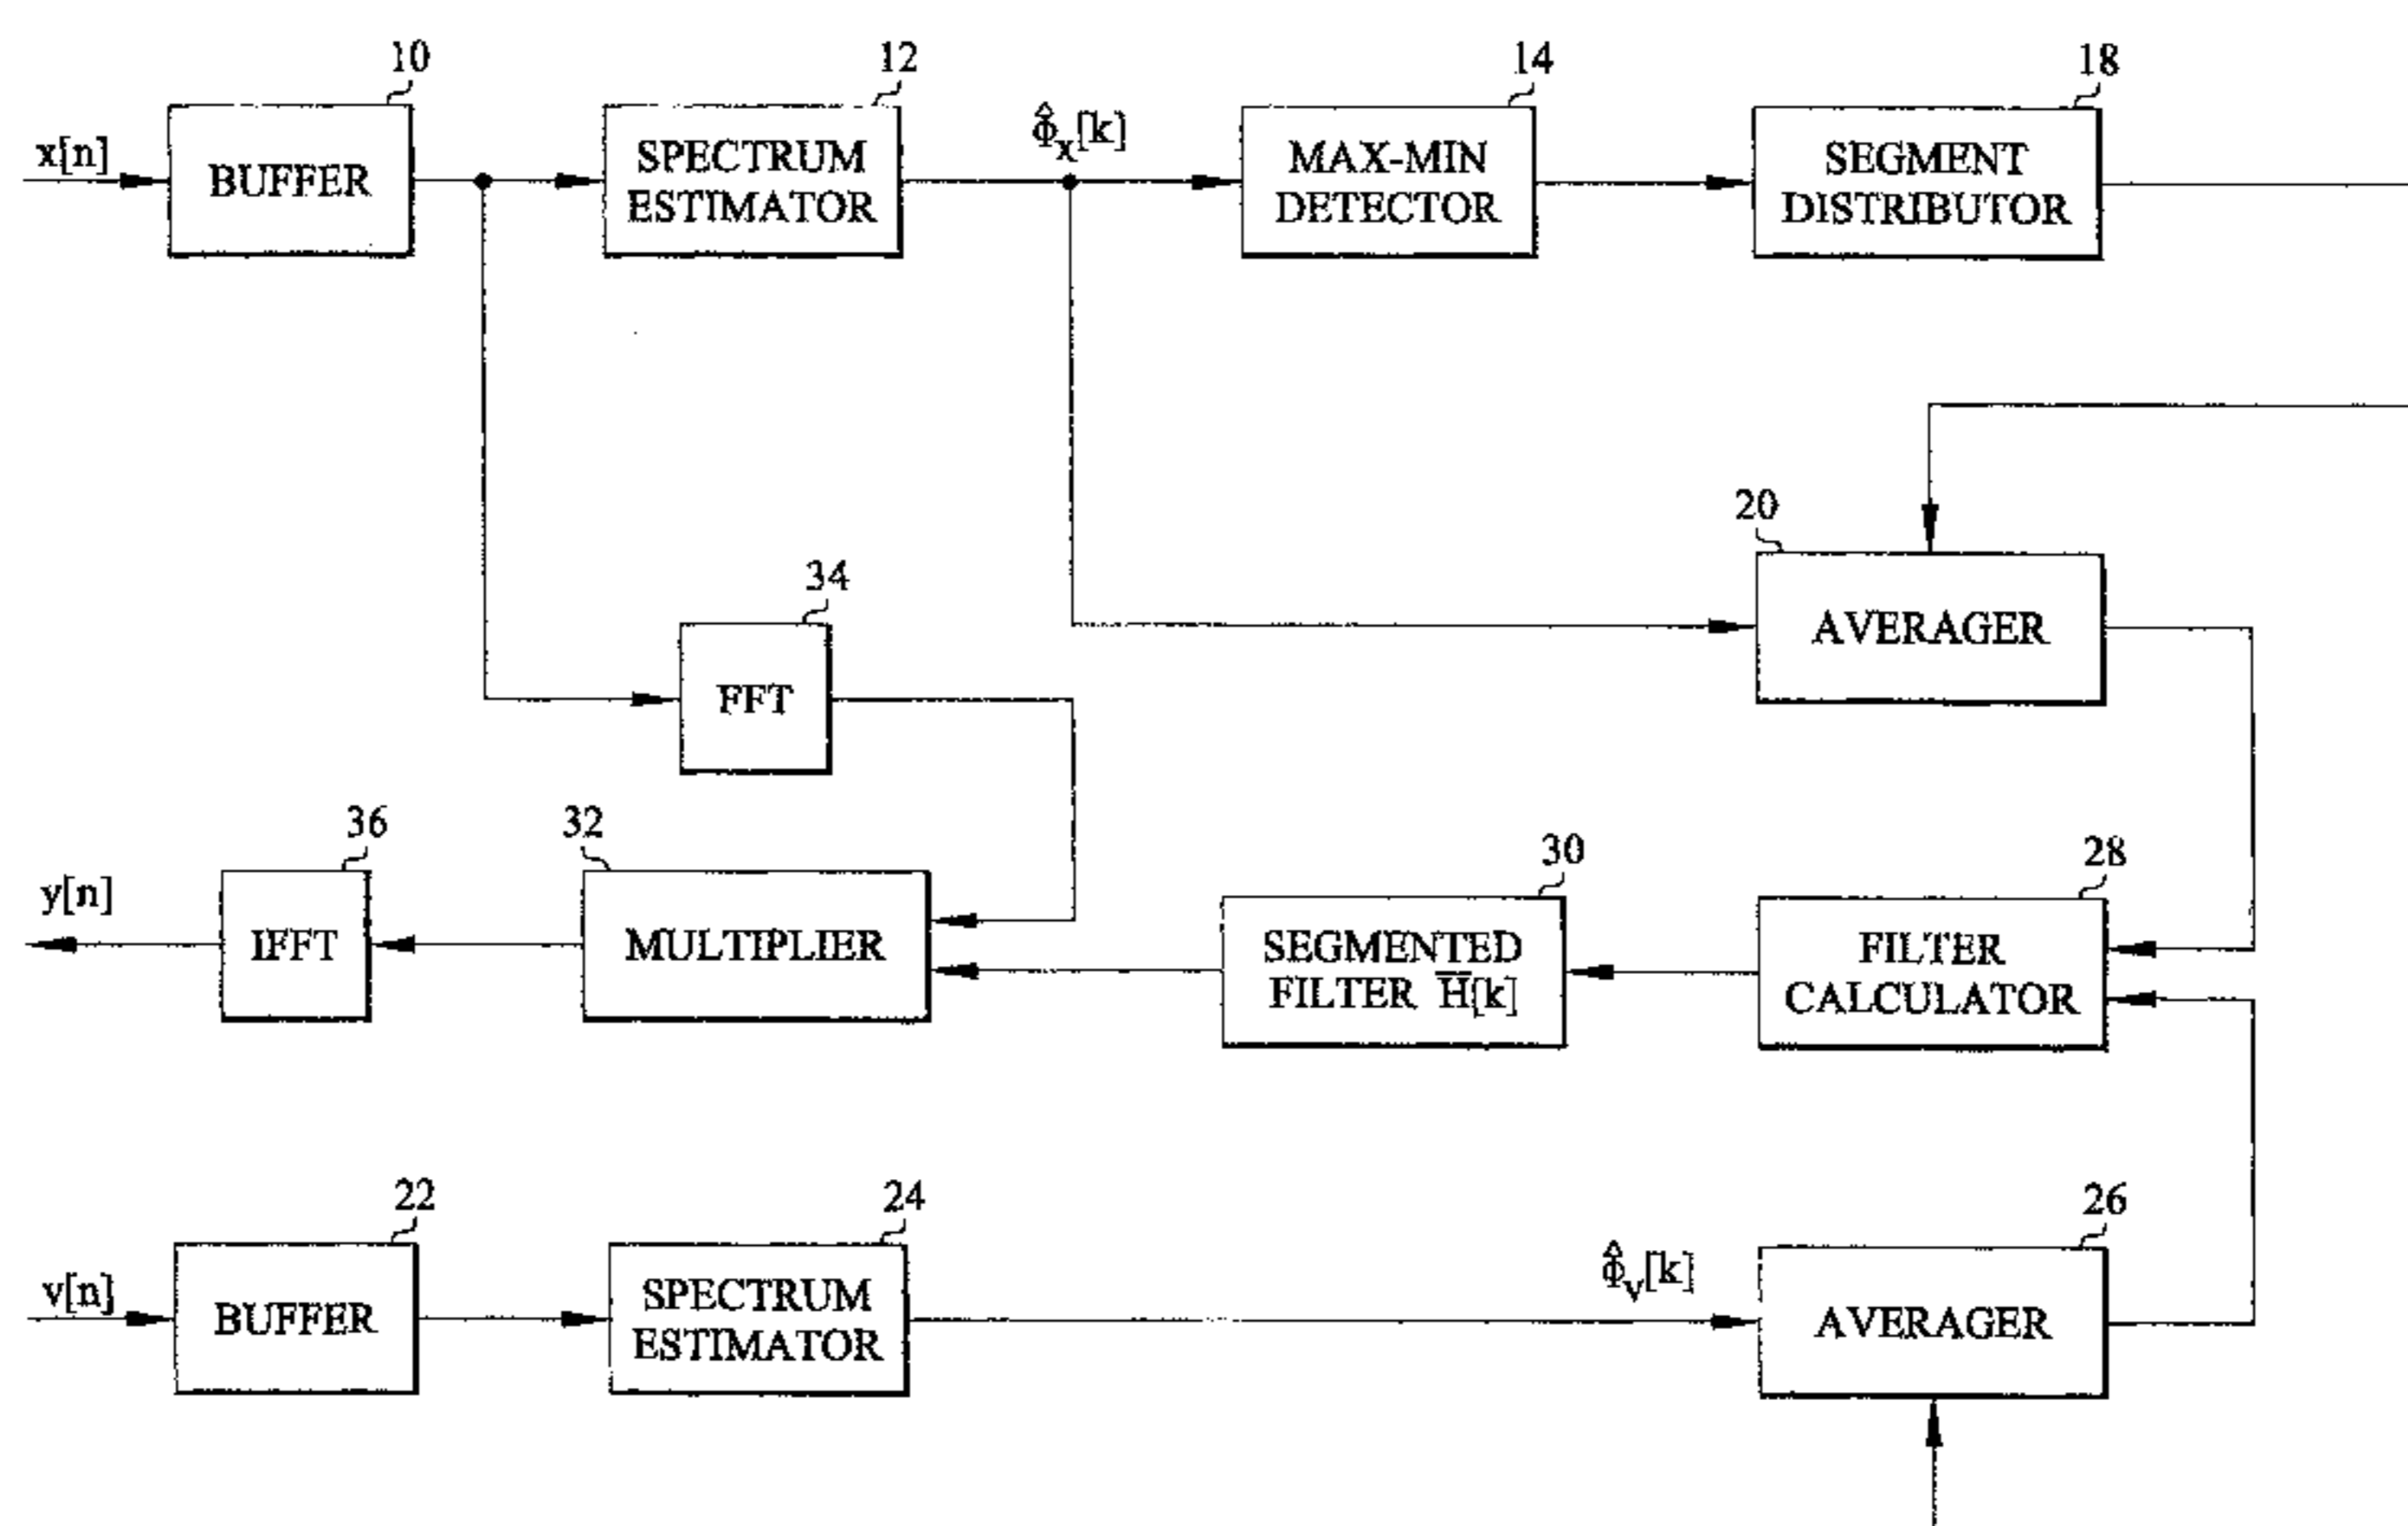 10
12
14
18
x[n]
BUFFER
SPECTRUM
ESTIMATOR
Φ̂x[k]
MAX-MIN
DETECTOR
SEGMENT
DISTRIBUTOR
20
AVERAGER
34
FFT
36
32
30
28
y[n]
IFFT
MULTIPLIER
SEGMENTED
FILTER H̅[k]
FILTER
CALCULATOR
22
24
26
v[n]
BUFFER
SPECTRUM
ESTIMATOR
Φ̂v[k]
AVERAGER